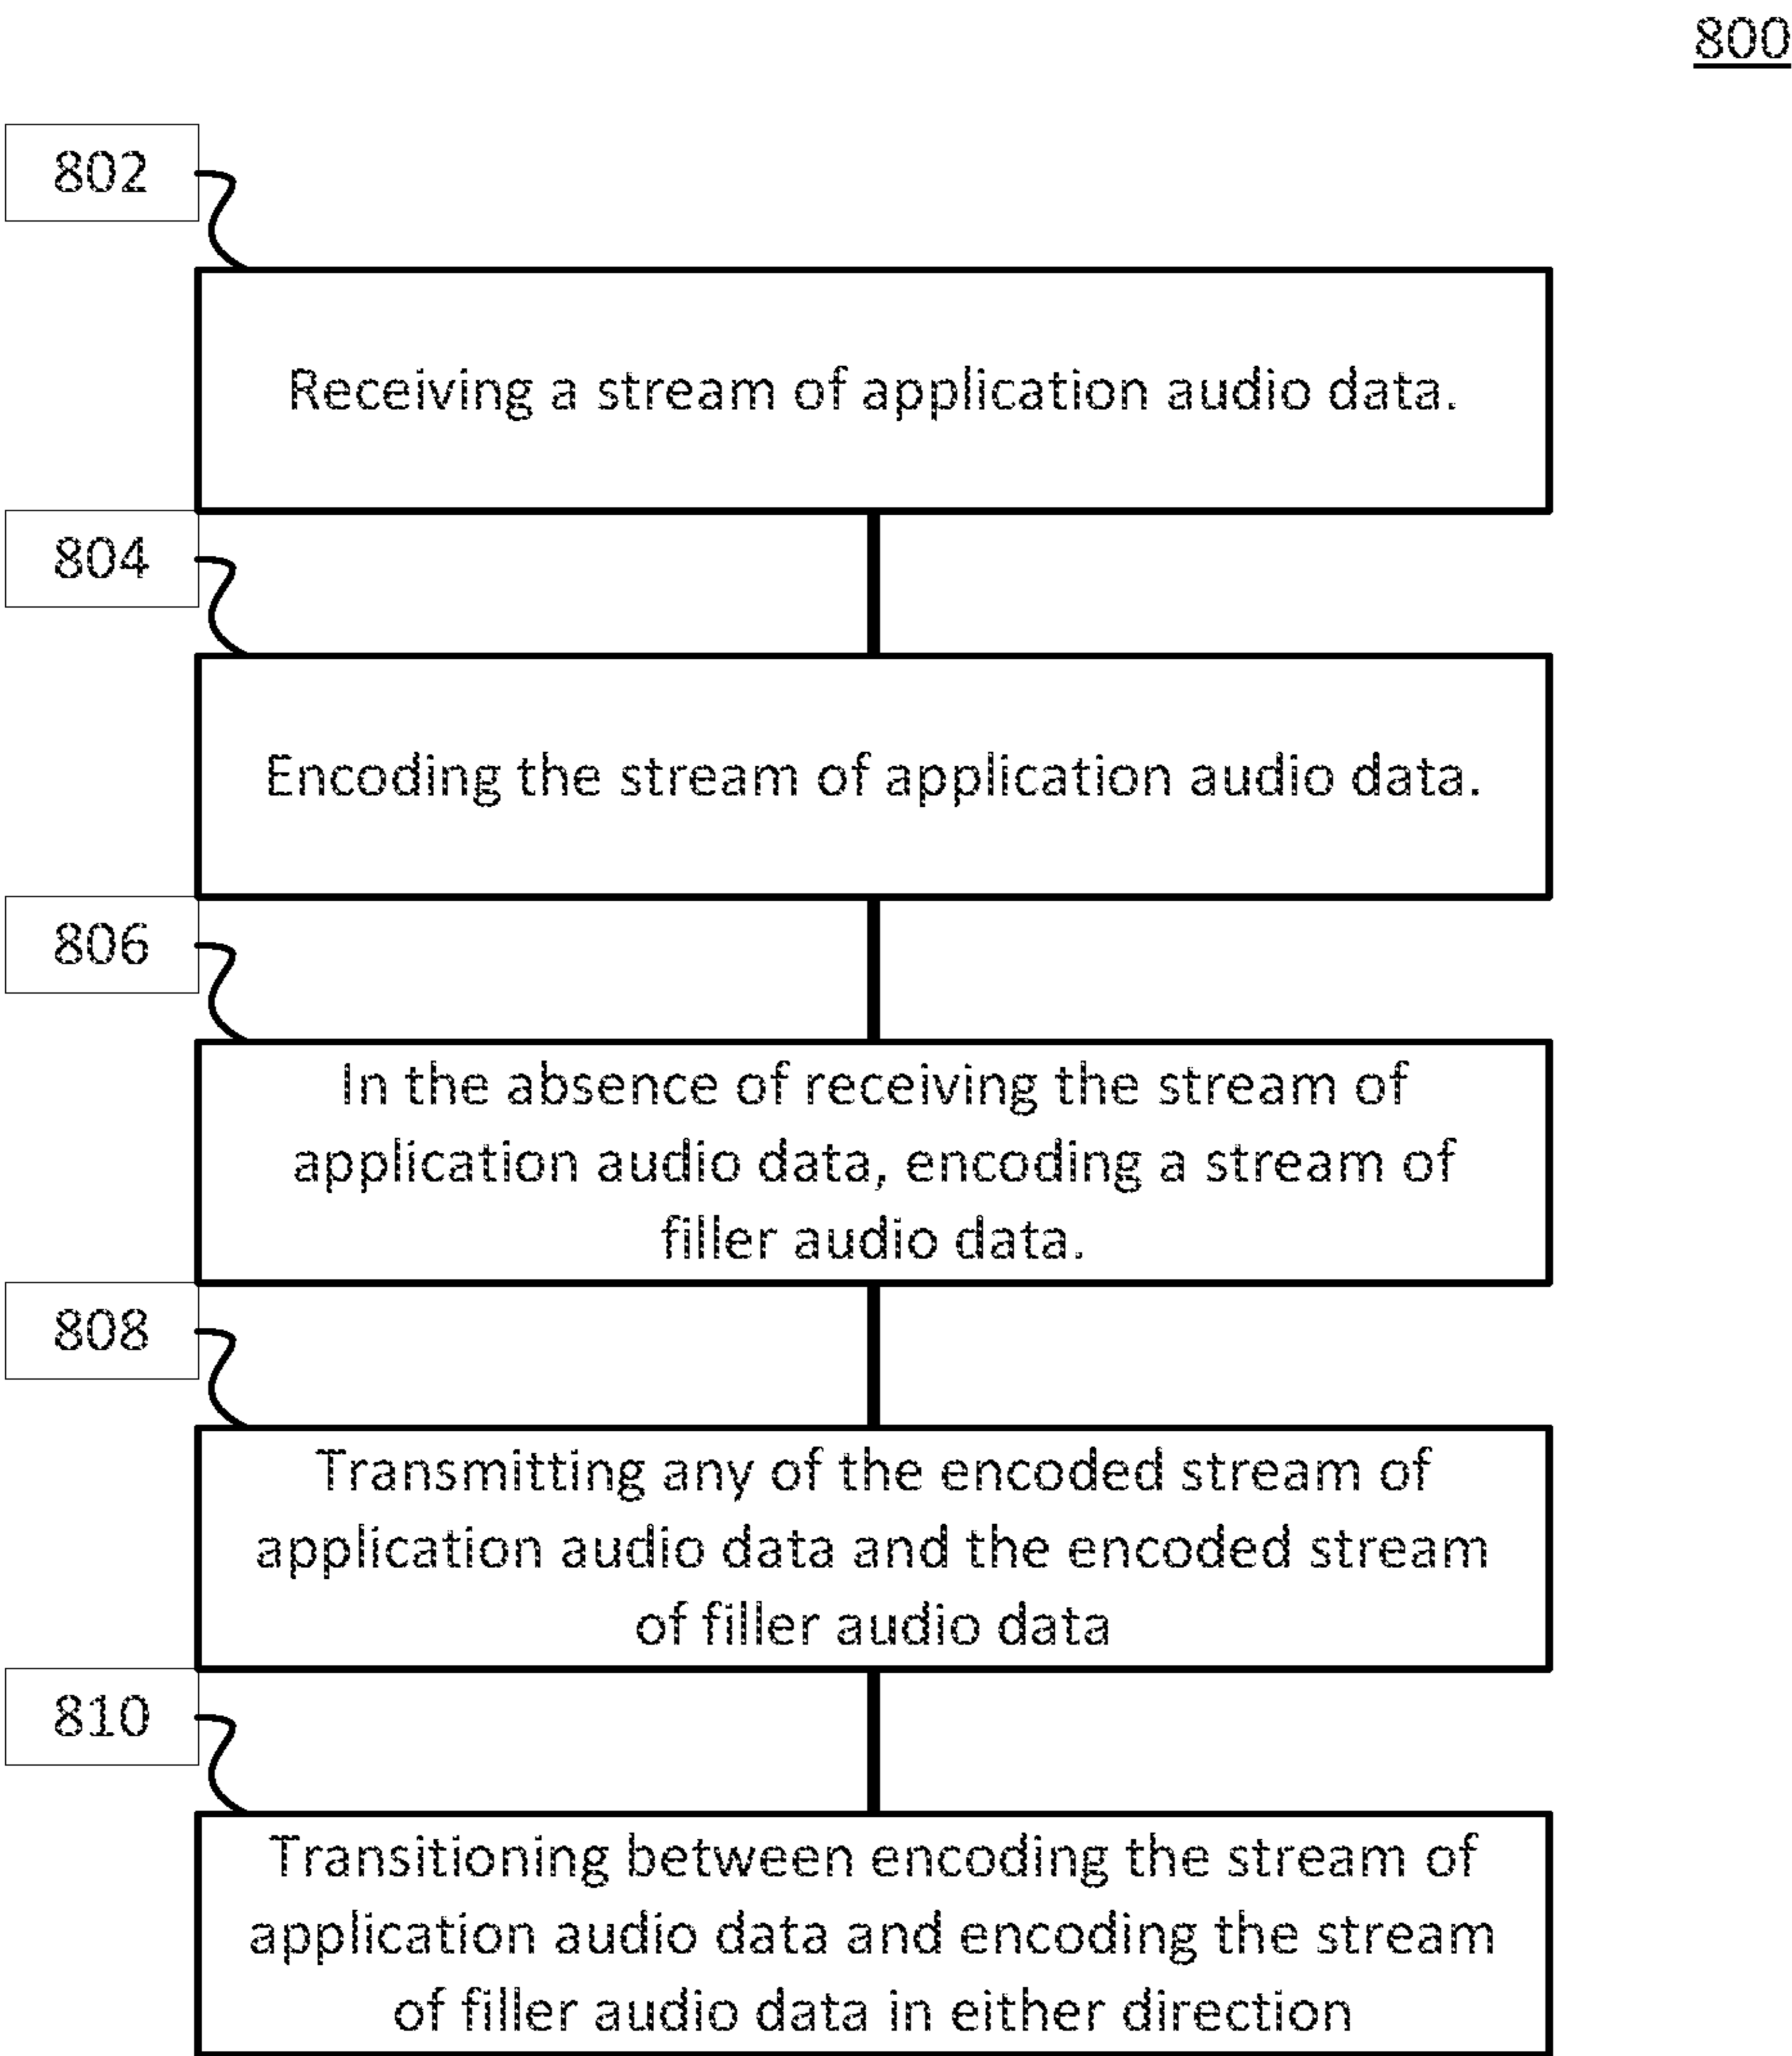 800
802
Receiving a stream of application audio data.
804
Encoding the stream of application audio data.
806
In the absence of receiving the stream of
application audio data, encoding a stream of
filler audio data.
808
Transmitting any of the encoded stream of
application audio data and the encoded stream
of filler audio data
810
Transitioning between encoding the stream of
application audio data and encoding the stream
of filler audio data in either direction